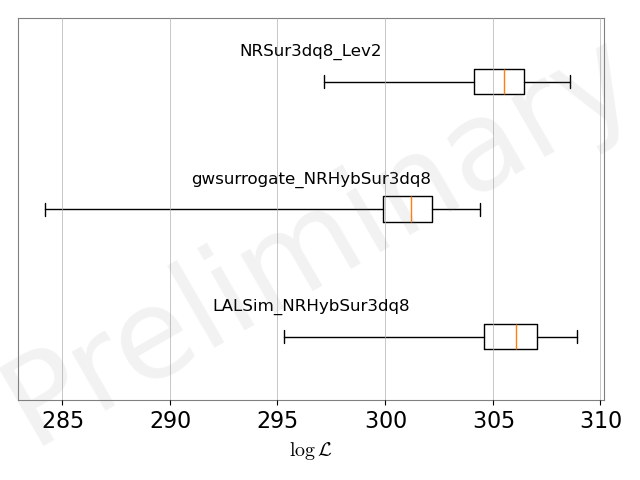 NRSur3dq8_Lev2
gwsurrogate_NRHybSur3dq8
LALSim_NRHybSur3dq8
Preliminary
285 290 295 300 305 310
log ℒ